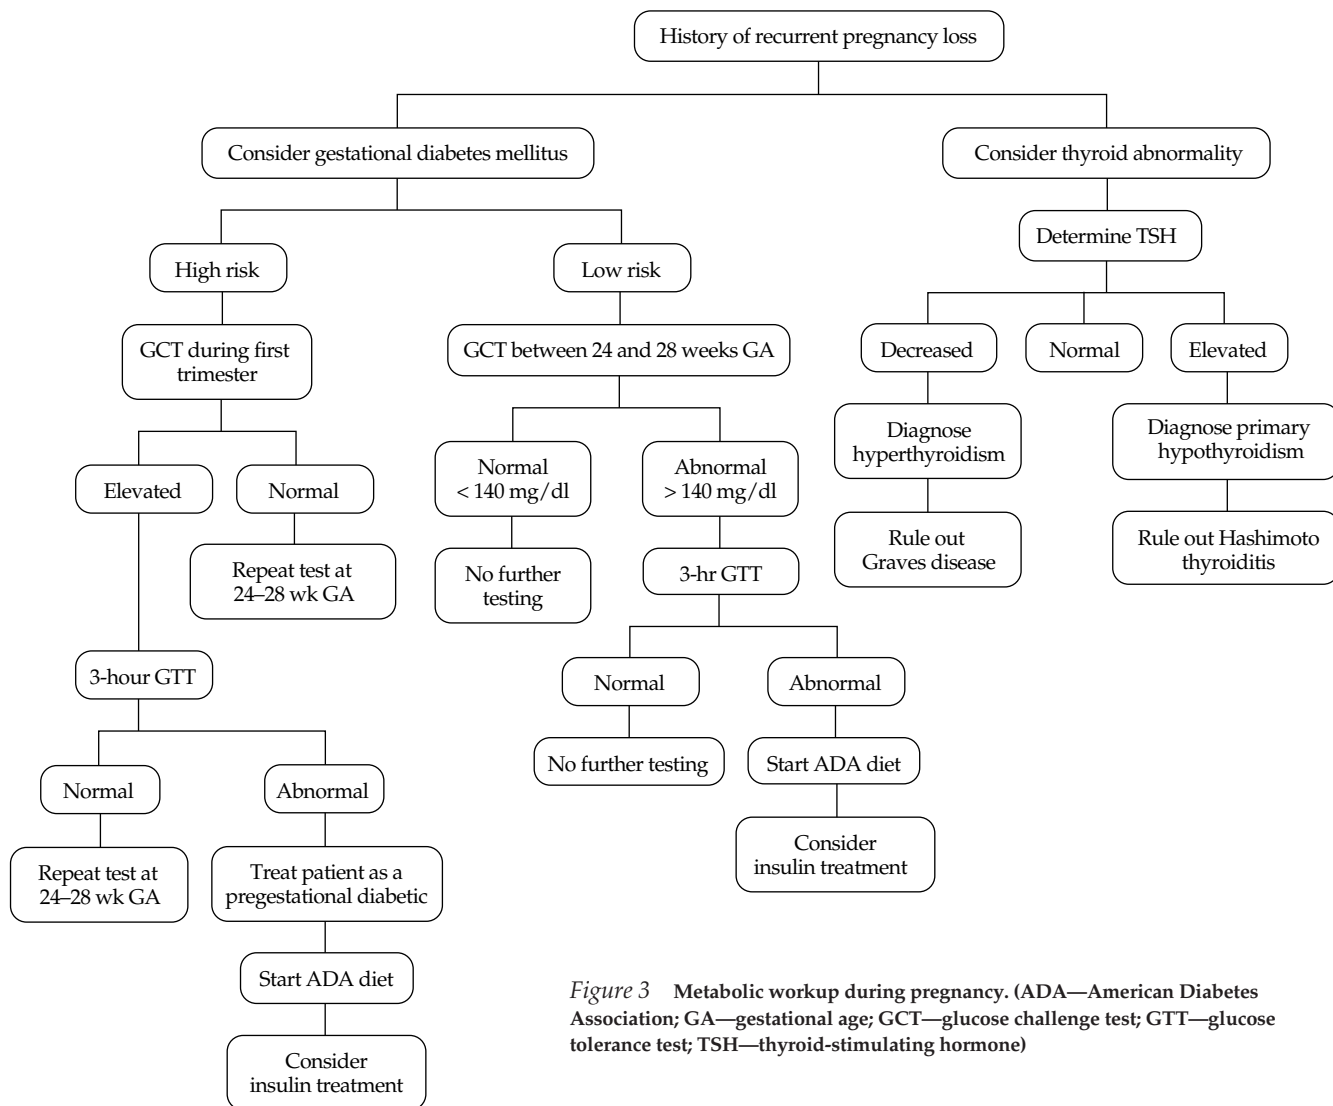 History of recurrent pregnancy loss
Consider gestational diabetes mellitus
Consider thyroid abnormality
High risk
Low risk
Determine TSH
GCT during first
trimester
GCT between 24 and 28 weeks GA
Decreased
Normal
Elevated
Elevated
Normal
Normal
< 140 mg/dl
Abnormal
> 140 mg/dl
Diagnose
hyperthyroidism
Diagnose primary
hypothyroidism
Repeat test at
24–28 wk GA
No further
testing
3-hr GTT
Rule out
Graves disease
Rule out Hashimoto
thyroiditis
3-hour GTT
Normal
Abnormal
Normal
Abnormal
No further testing
Start ADA diet
Repeat test at
24–28 wk GA
Treat patient as a
pregestational diabetic
Consider
insulin treatment
Start ADA diet
Consider
insulin treatment
Figure 3 Metabolic workup during pregnancy. (ADA—American Diabetes
Association; GA—gestational age; GCT—glucose challenge test; GTT—glucose
tolerance test; TSH—thyroid-stimulating hormone)